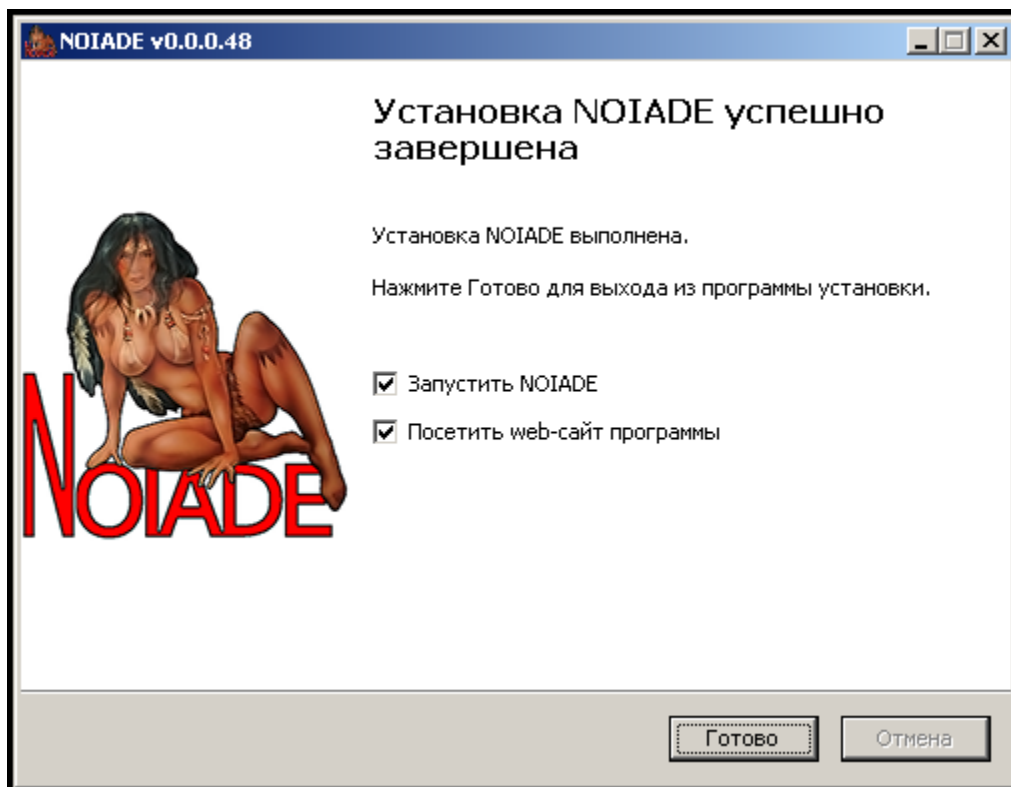 NOIADE v0.0.0.48
Установка NOIADE успешно
завершена
Установка NOIADE выполнена.
Нажмите Готово для выхода из программы установки.
Запустить NOIADE
Посетить web-сайт программы
NOIADE
Готово
Отмена